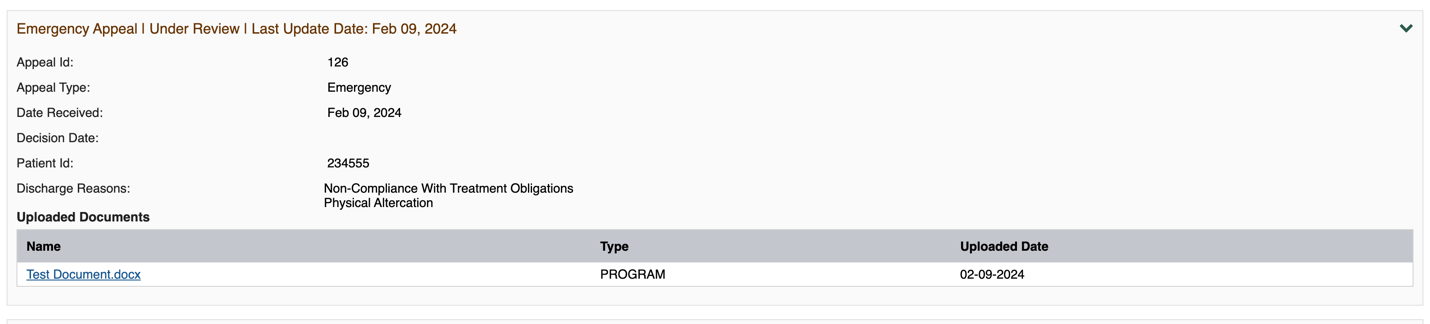 Emergency Appeal | Under Review | Last Update Date: Feb 09, 2024
Appeal Id: 126
Appeal Type: Emergency
Date Received: Feb 09, 2024
Decision Date:
Patient Id: 234555
Discharge Reasons: Non-Compliance With Treatment Obligations
Physical Altercation
Uploaded Documents
Name Type Uploaded Date
Test Document.docx PROGRAM 02-09-2024